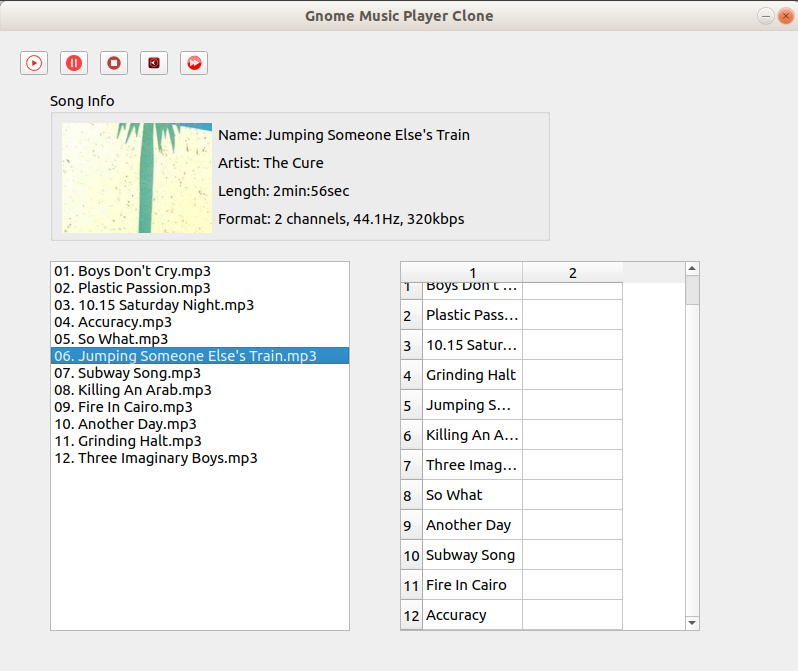 Gnome Music Player Clone
Song Info
Name: Jumping Someone Else's Train
Artist: The Cure
Length: 2min:56sec
Format: 2 channels, 44.1Hz, 320kbps
01. Boys Don't Cry.mp3
02. Plastic Passion.mp3
03. 10.15 Saturday Night.mp3
04. Accuracy.mp3
05. So What.mp3
06. Jumping Someone Else's Train.mp3
07. Subway Song.mp3
08. Killing An Arab.mp3
09. Fire In Cairo.mp3
10. Another Day.mp3
11. Grinding Halt.mp3
12. Three Imaginary Boys.mp3
1 2
1 Boys Don't ...
2 Plastic Pass...
3 10.15 Satur...
4 Grinding Halt
5 Jumping S...
6 Killing An A...
7 Three Imag...
8 So What
9 Another Day
10 Subway Song
11 Fire In Cairo
12 Accuracy